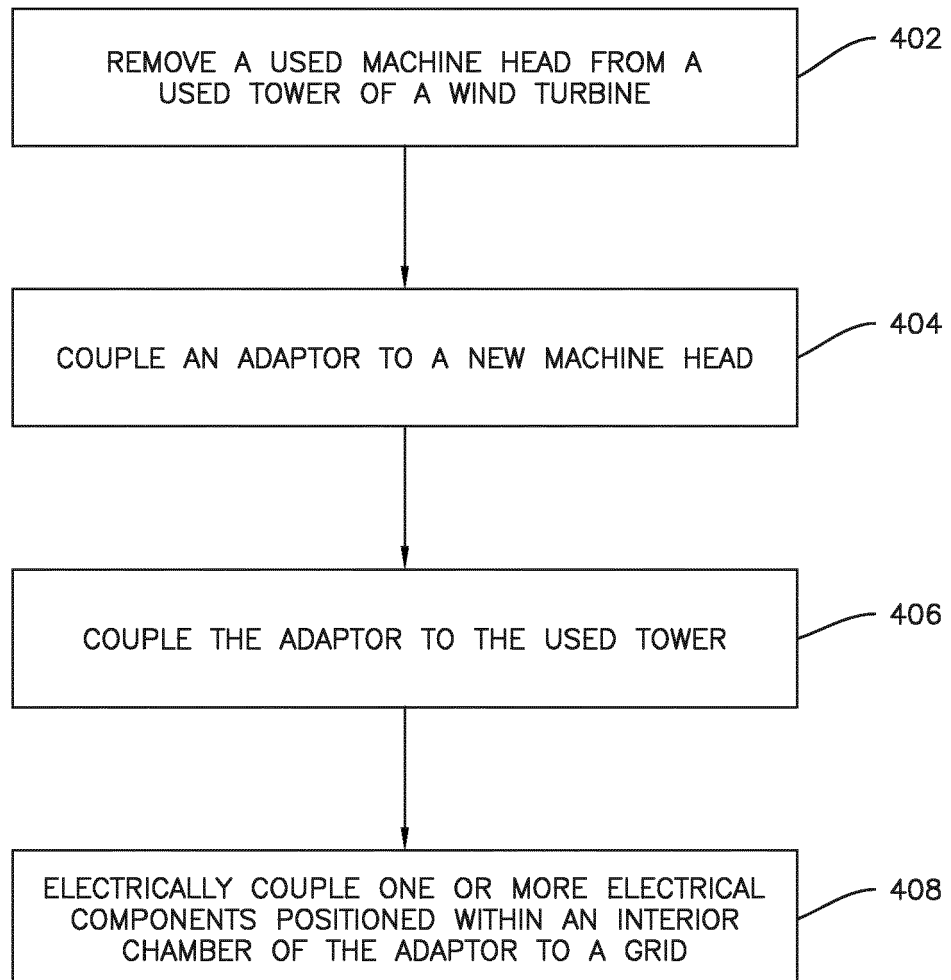 REMOVE A USED MACHINE HEAD FROM A
USED TOWER OF A WIND TURBINE
402
COUPLE AN ADAPTOR TO A NEW MACHINE HEAD
404
COUPLE THE ADAPTOR TO THE USED TOWER
406
ELECTRICALLY COUPLE ONE OR MORE ELECTRICAL
COMPONENTS POSITIONED WITHIN AN INTERIOR
CHAMBER OF THE ADAPTOR TO A GRID
408